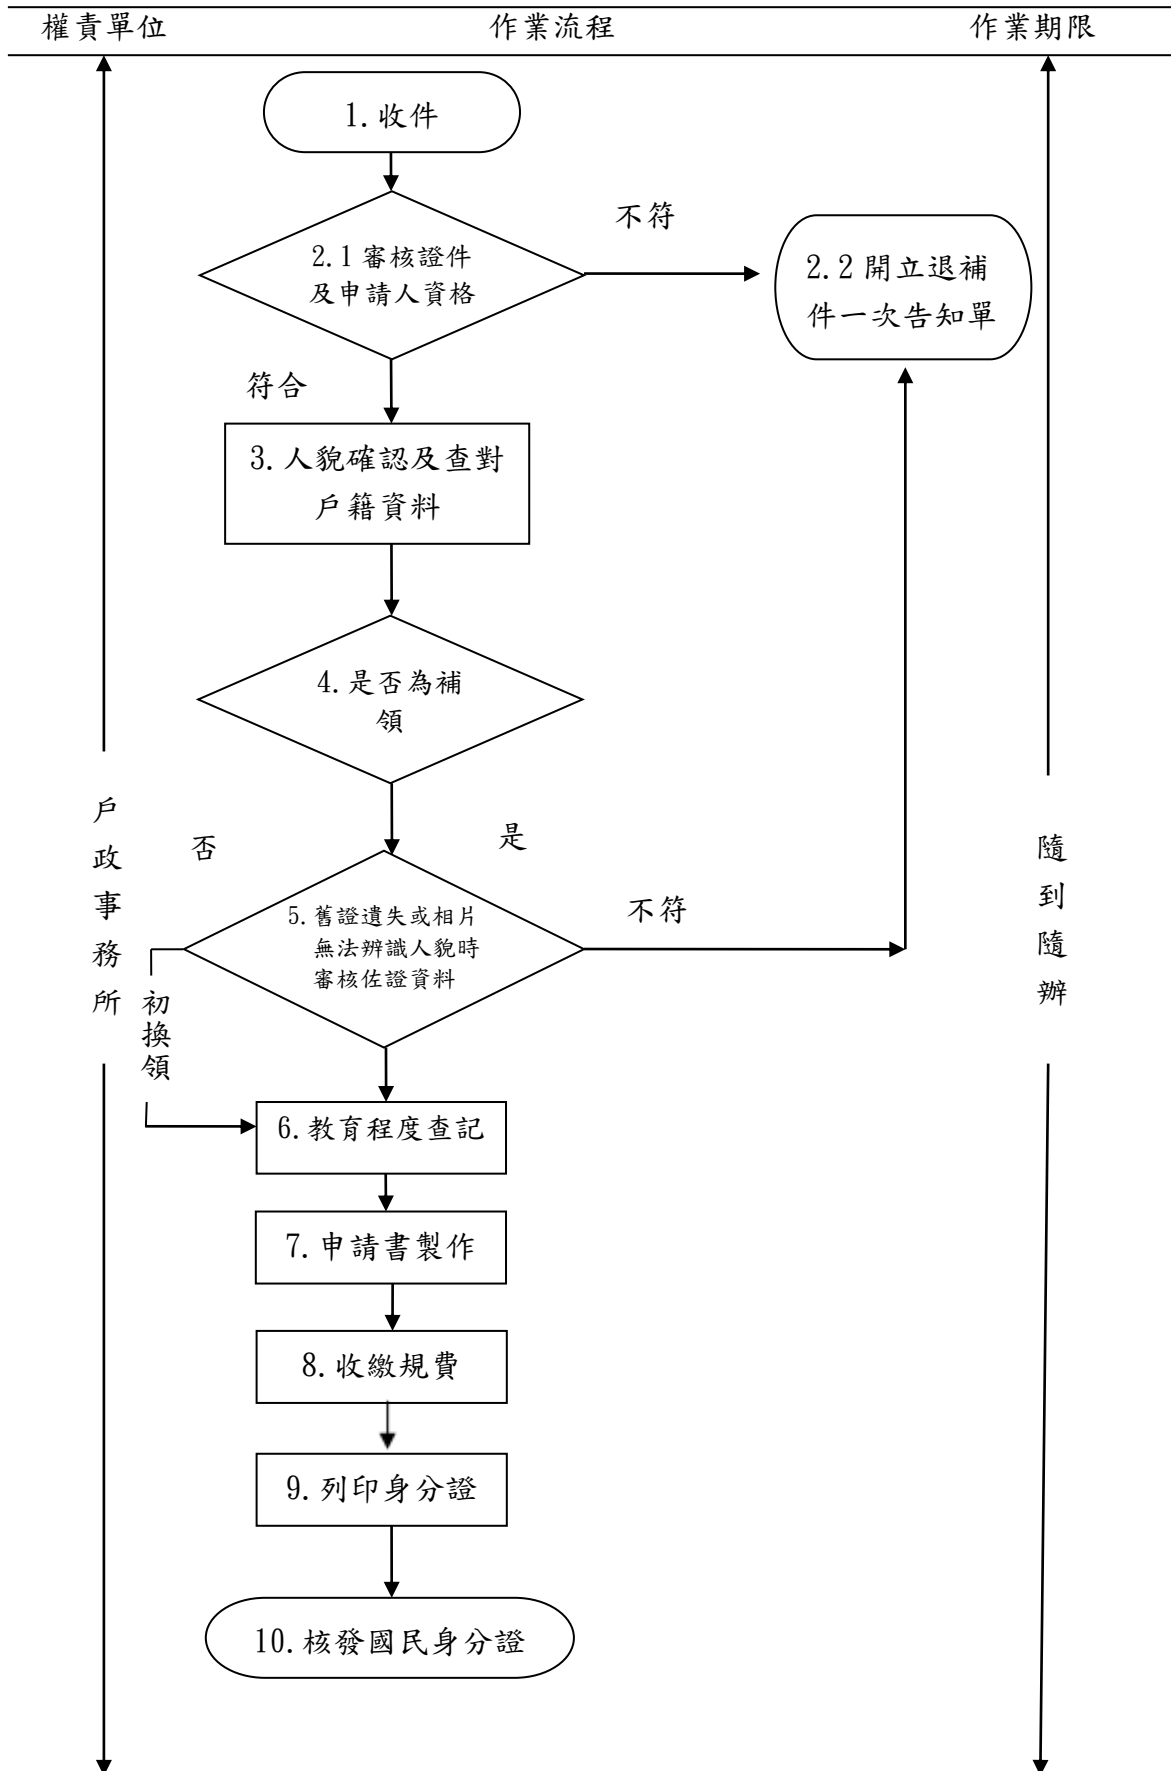 權責單位 作業流程 作業期限
1. 收件
不符
2.1 審核證件
及申請人資格
2.2 開立退補
件一次告知單
符合
3. 人貌確認及查對
戶籍資料
4. 是否為補
領
否
是
5. 舊證遺失或相片
無法辨識人貌時
審核佐證資料
不符
初換領
戶政事務所
隨到隨辦
6. 教育程度查記
7. 申請書製作
8. 收繳規費
9. 列印身分證
10. 核發國民身分證